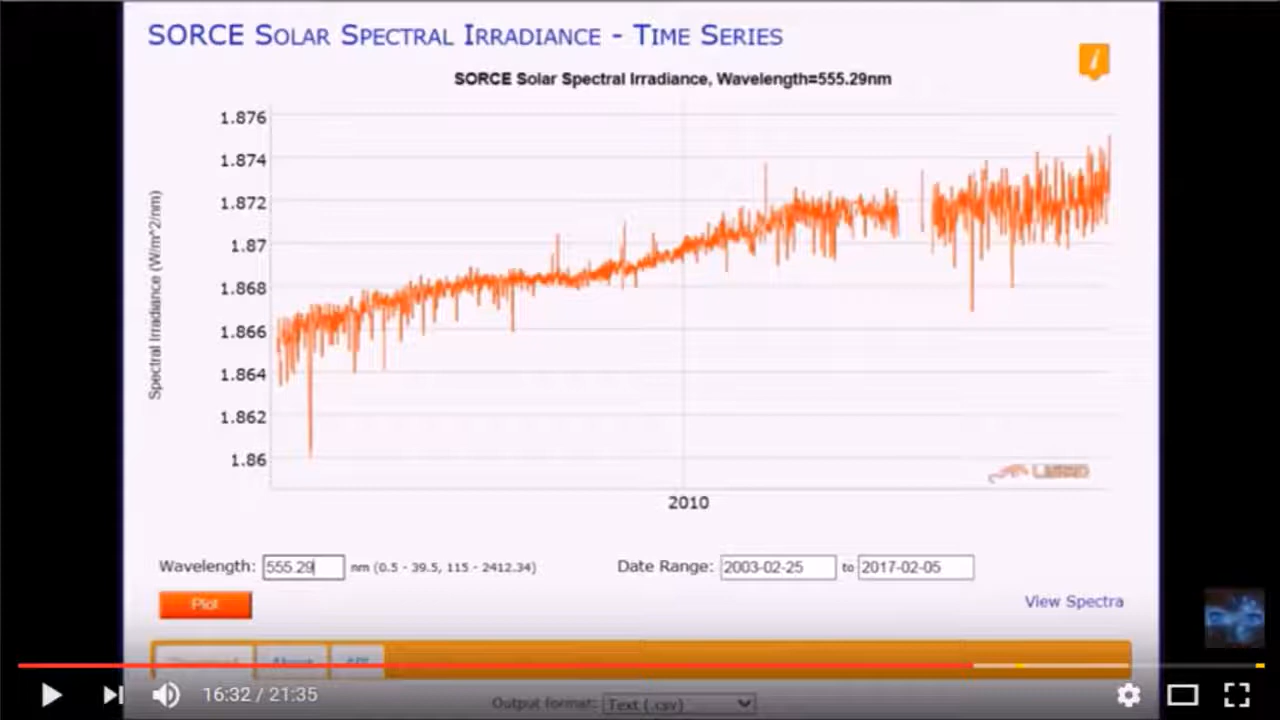 SORCE SOLAR SPECTRAL IRRADIANCE - TIME SERIES
SORCE Solar Spectral Irradiance, Wavelength=555.29nm
1.876
1.874
1.872
1.87
1.868
1.866
1.864
1.862
1.86
Spectral Irradiance (W/m^2/nm)
2010
Wavelength: 555.29 nm (0.5 - 39.5, 115 - 2412.34) Date Range: 2003-02-25 to 2017-02-05
Plot
View Spectra
Output format: Text (.csv)
16:32 / 21:35